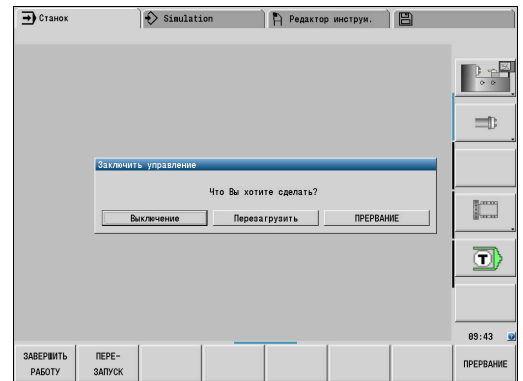 Станок
Simulation
Редактор инструм.
Заключить управление
Что Вы хотите сделать?
Выключение
Перезагрузить
ПРЕРВАНИЕ
T
09:43
ЗАВЕРШИТЬ
РАБОТУ
ПЕРЕ-
ЗАПУСК
ПРЕРВАНИЕ